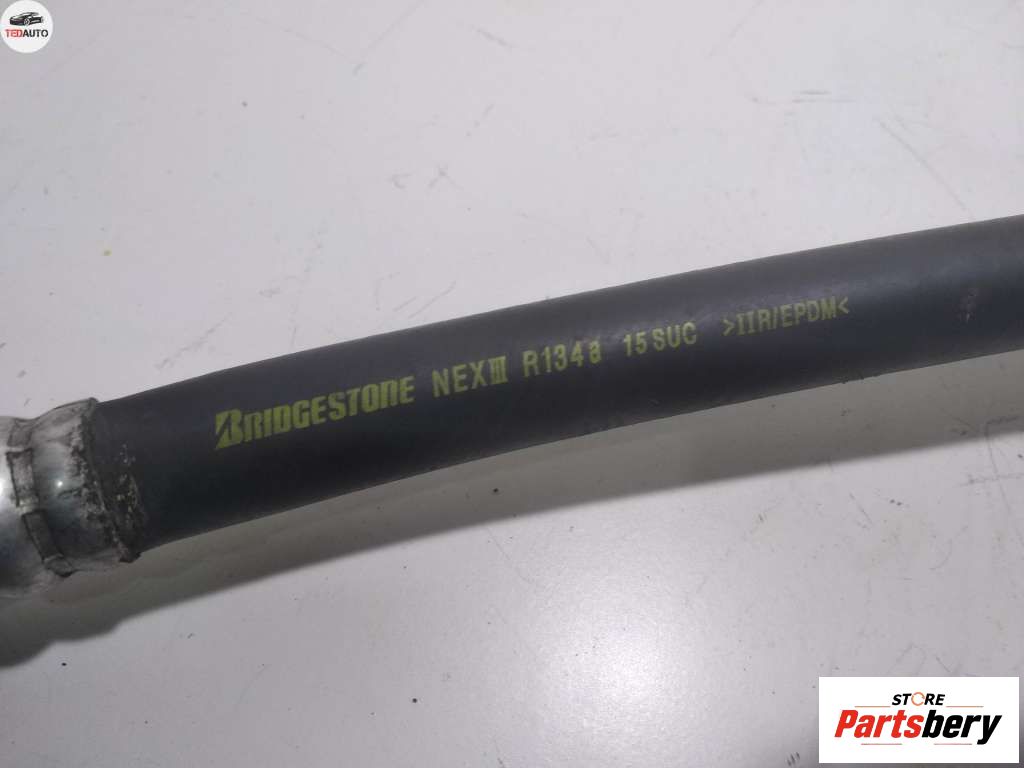 TEDAUTO
BRIDGESTONE NEXIII R134a 15SUC >IIR/EPDM<
STORE
Partsbery